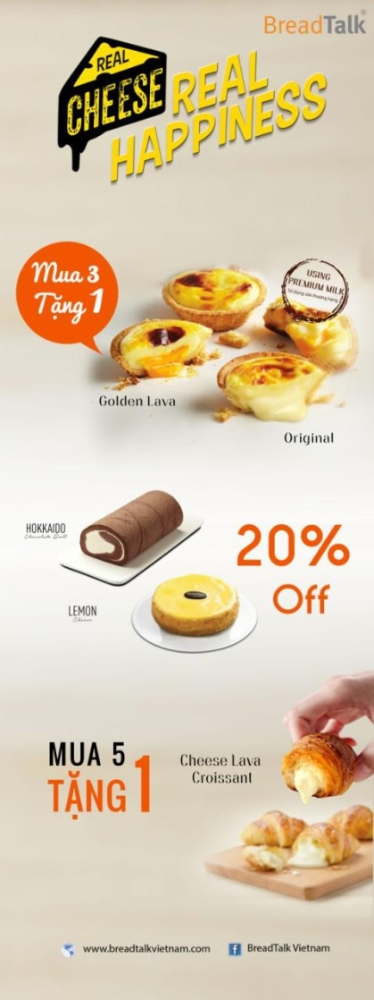 BreadTalk®
REAL
CHEESE REAL
HAPPINESS
Mua 3
Tặng 1
USING
PREMIUM MILK
Sử dụng sữa thượng hạng
Golden Lava
Original
HOKKAIDO
Chocolate Roll
20%
Off
LEMON
Cheese
MUA 5
TẶNG 1
Cheese Lava
Croissant
www.breadtalkvietnam.com
BreadTalk Vietnam